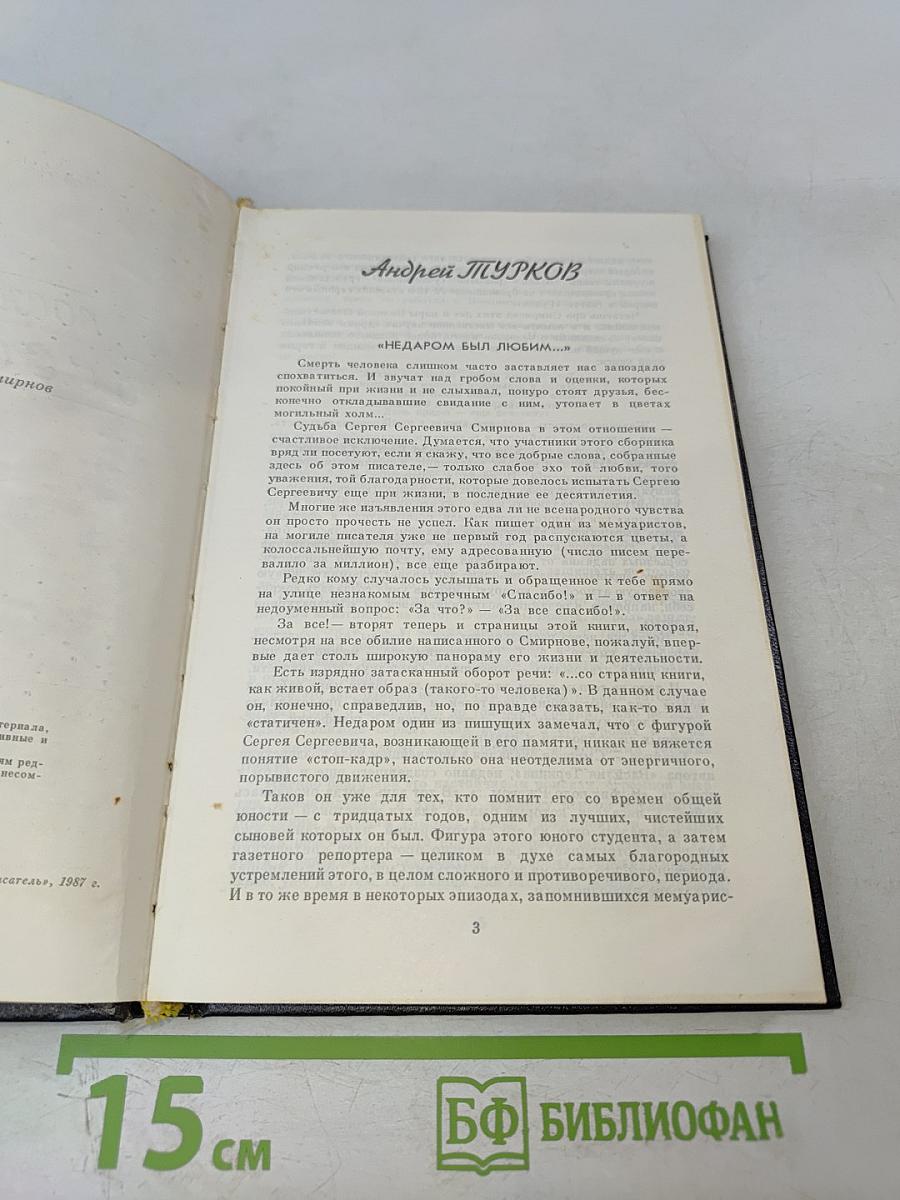 мирнов
териала,
ивные и
ям ред-
несом-
исатель», 1987 г.
Андрей ТУРКОВ
«НЕДАРОМ БЫЛ ЛЮБИМ...»
Смерть человека слишком часто заставляет нас запоздало
спохватиться. И звучат над гробом слова и оценки, которых
покойный при жизни и не слыхивал, понуро стоят друзья, бес-
конечно откладывавшие свидание с ним, утопает в цветах
могильный холм...
Судьба Сергея Сергеевича Смирнова в этом отношении —
счастливое исключение. Думается, что участники этого сборника
вряд ли посетуют, если я скажу, что все добрые слова, собранные
здесь об этом писателе,— только слабое эхо той любви, того
уважения, той благодарности, которые довелось испытать Сергею
Сергеевичу еще при жизни, в последние ее десятилетия.
Многие же изъявления этого едва ли не всенародного чувства
он просто прочесть не успел. Как пишет один из мемуаристов,
на могиле писателя уже не первый год распускаются цветы, а
колоссальнейшую почту, ему адресованную (число писем пере-
валило за миллион), все еще разбирают.
Редко кому случалось услышать и обращенное к тебе прямо
на улице незнакомым встречным «Спасибо!» и — в ответ на
недоуменный вопрос: «За что?» — «За все спасибо!».
За все!— вторят теперь и страницы этой книги, которая,
несмотря на все обилие написанного о Смирнове, пожалуй, впер-
вые дает столь широкую панораму его жизни и деятельности.
Есть изрядно затасканный оборот речи: «...со страниц книги,
как живой, встает образ (такого-то человека)». В данном случае
он, конечно, справедлив, но, по правде сказать, как-то вял и
«статичен». Недаром один из пишущих замечал, что с фигурой
Сергея Сергеевича, возникающей в его памяти, никак не вяжется
понятие «стоп-кадр», настолько она неотделима от энергичного,
порывистого движения.
Таков он уже для тех, кто помнит его со времен общей
юности — с тридцатых годов, одним из лучших, чистейших
сыновей которых он был. Фигура этого юного студента, а затем
газетного репортера — целиком в духе самых благородных
устремлений этого, в целом сложного и противоречивого, периода.
И в то же время в некоторых эпизодах, запомнившихся мемуарис-
3
15 см
БФ БИБЛИОФАН